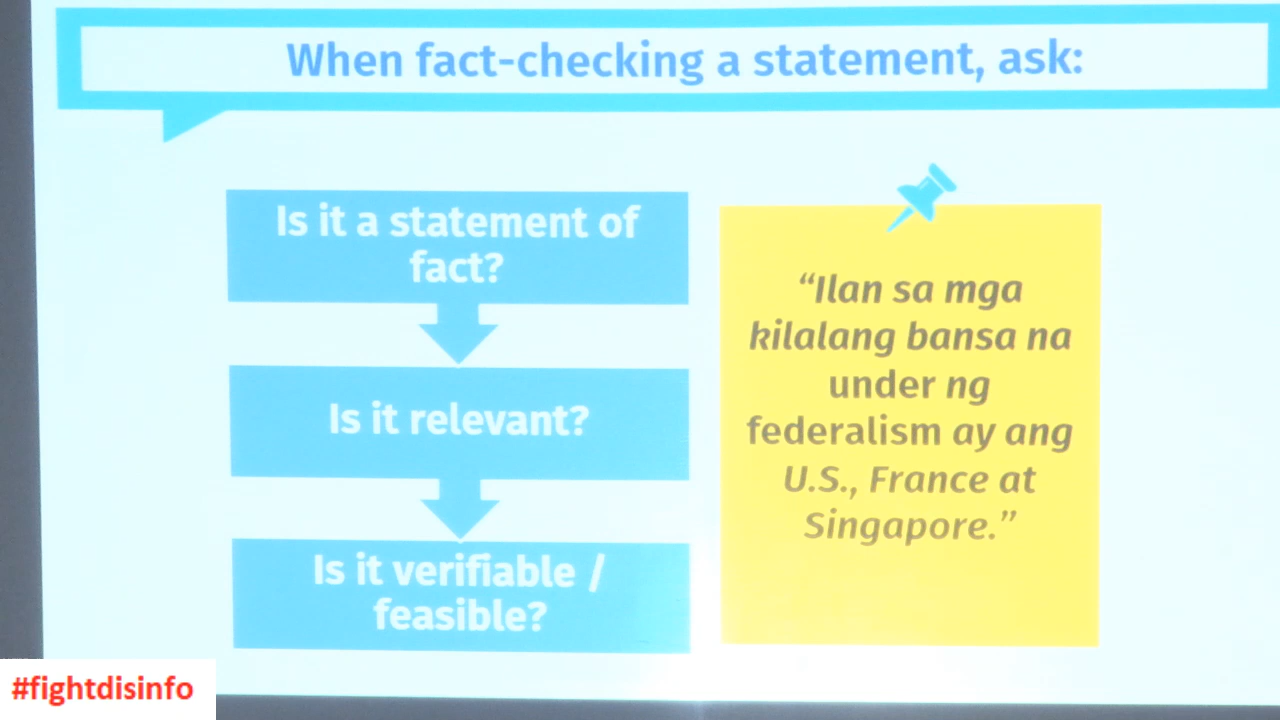 When fact-checking a statement, ask:
Is it a statement of
fact?
Is it relevant?
Is it verifiable /
feasible?
“Ilan sa mga
kilalang bansa na
under ng
federalism ay ang
U.S., France at
Singapore.”
#fightdisinfo